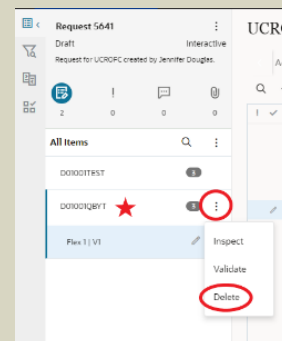 Request 5641
Draft Interactive
Request for UCROFC created by Jennifer Douglas.
2 0 0 0
All Items
D01001TEST
D01001QBYT
Flex 1 | V1
Inspect
Validate
Delete
UCR